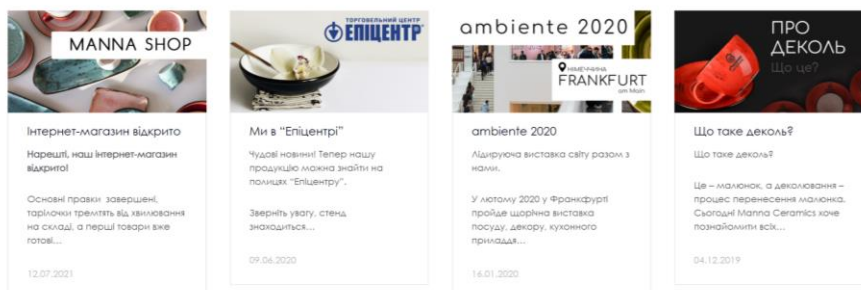 MANNA SHOP
Інтернет-магазин відкрито
Нарешті, наш інтернет-магазин
відкрито!
Основні правки завершені,
тарілочки тремтять від хвилювання
на складі, а перші товари вже
готові...
12.07.2021
ТОРГОВЕЛЬНИЙ ЦЕНТР
ЕПІЦЕНТР
Ми в "Епіцентрі"
Чудові новини! Тепер нашу
продукцію можна знайти на
полицях "Епіцентру".
Зверніть увагу, стенд
знаходиться...
09.06.2020
ambiente 2020
НІМЕЧЧИНА
FRANKFURT
am Main
ambiente 2020
Лідируюча виставка світу разом з
нами.
У лютому 2020 у Франкфурті
пройде щорічна виставка
посуду, декору, кухонного
приладдя...
16.01.2020
ПРО
ДЕКОЛЬ
Що це?
Що таке деколь?
Що таке деколь?
Це – малюнок, а деколювання –
процес перенесення малюнка.
Сьогодні Manna Ceramics хоче
познайомити всіх...
04.12.2019